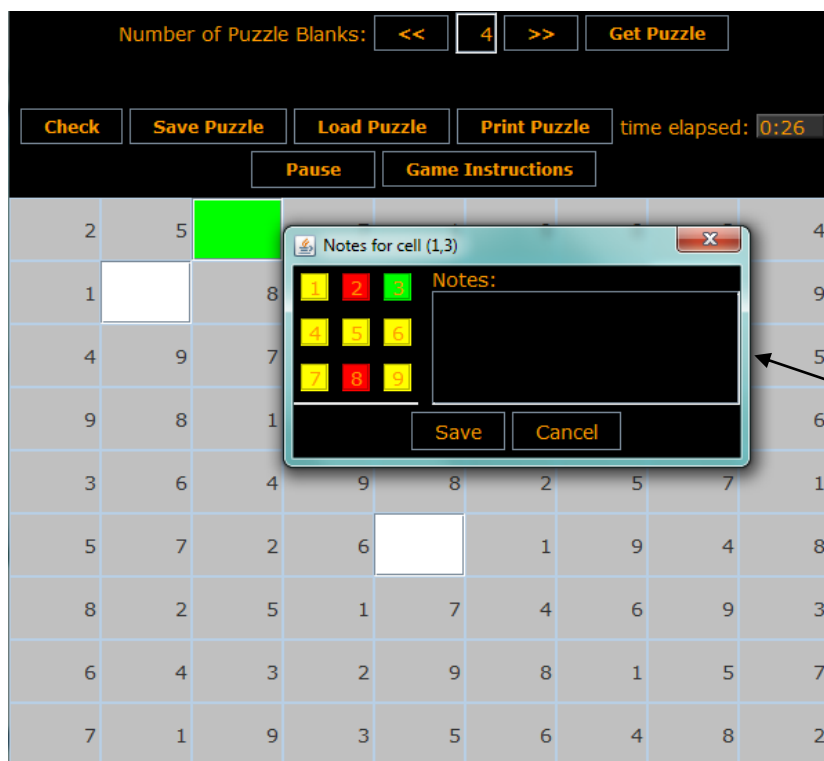 Number of Puzzle Blanks: << 4 >> Get Puzzle
Check Save Puzzle Load Puzzle Print Puzzle time elapsed: 0:26
Pause Game Instructions
2 5 4
Notes for cell (1,3) X
1 8 9
1 2 3 Notes:
4 5 6
4 9 7 5
7 8 9
9 8 1 6
Save Cancel
3 6 4 9 8 2 5 7 1
5 7 2 6 1 9 4 8
8 2 5 1 7 4 6 9 3
6 4 3 2 9 8 1 5 7
7 1 9 3 5 6 4 8 2